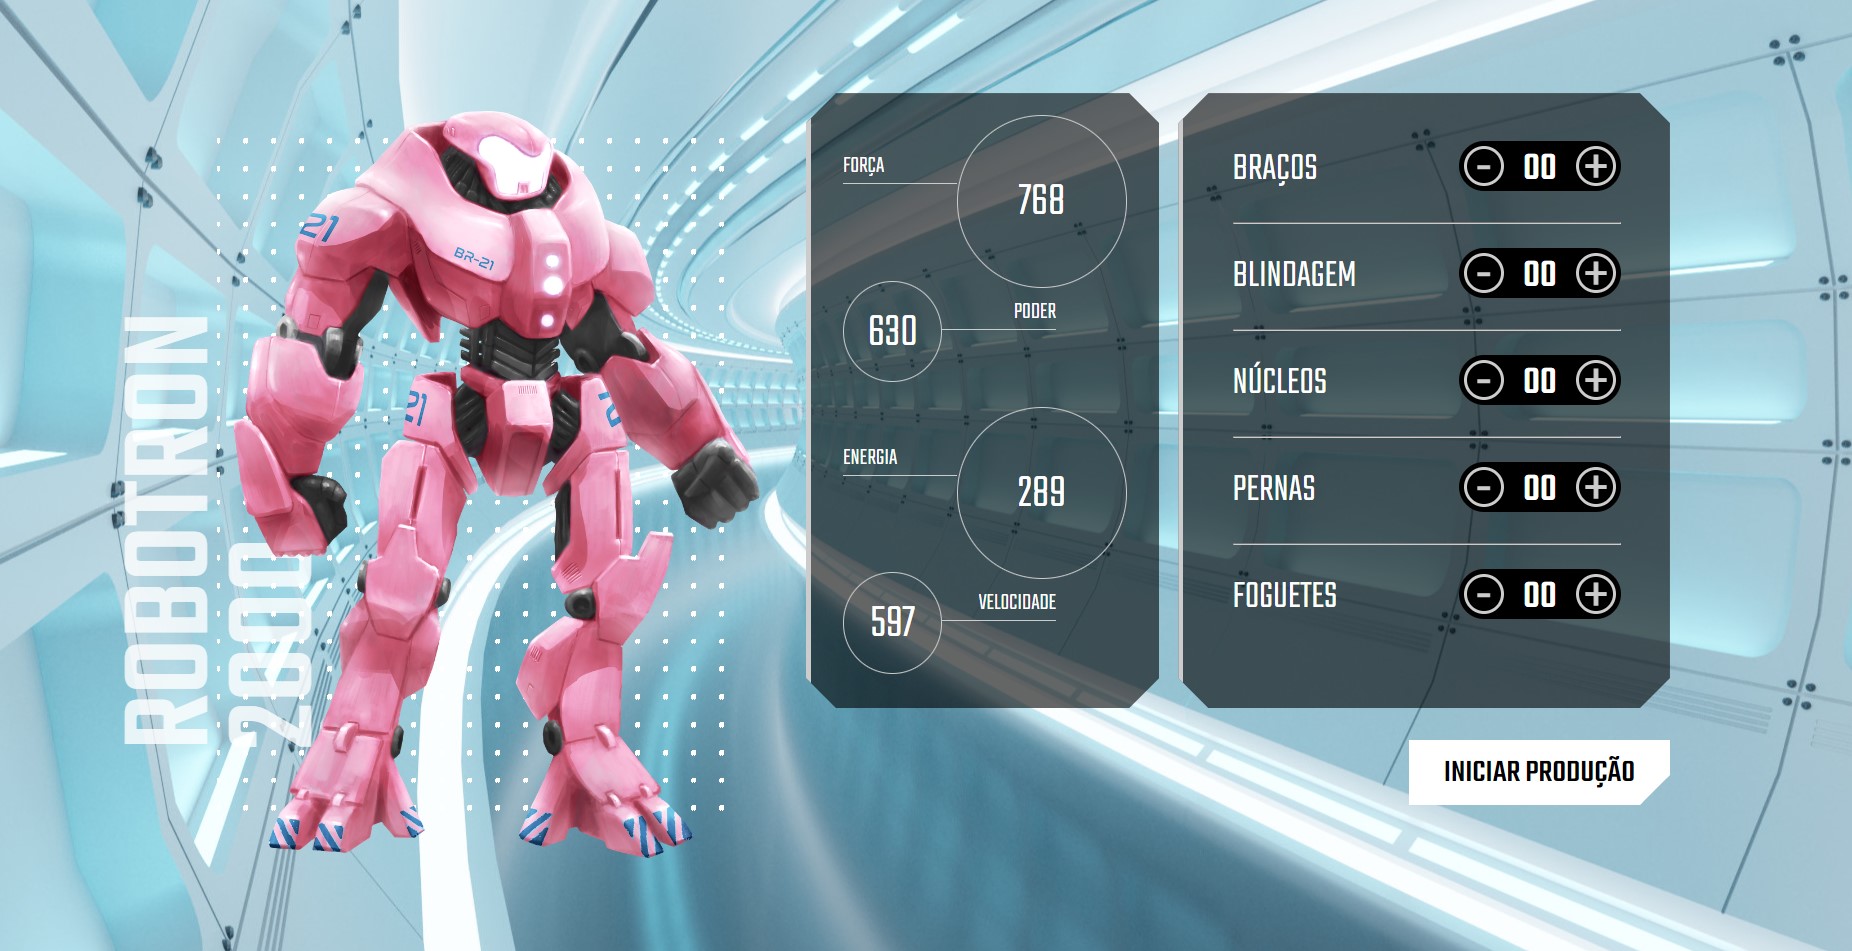 ROBOTRON
2000
21
BR-21
21
FORÇA
768
PODER
630
ENERGIA
289
VELOCIDADE
597
BRAÇOS
- 00 +
BLINDAGEM
- 00 +
NÚCLEOS
- 00 +
PERNAS
- 00 +
FOGUETES
- 00 +
INICIAR PRODUÇÃO